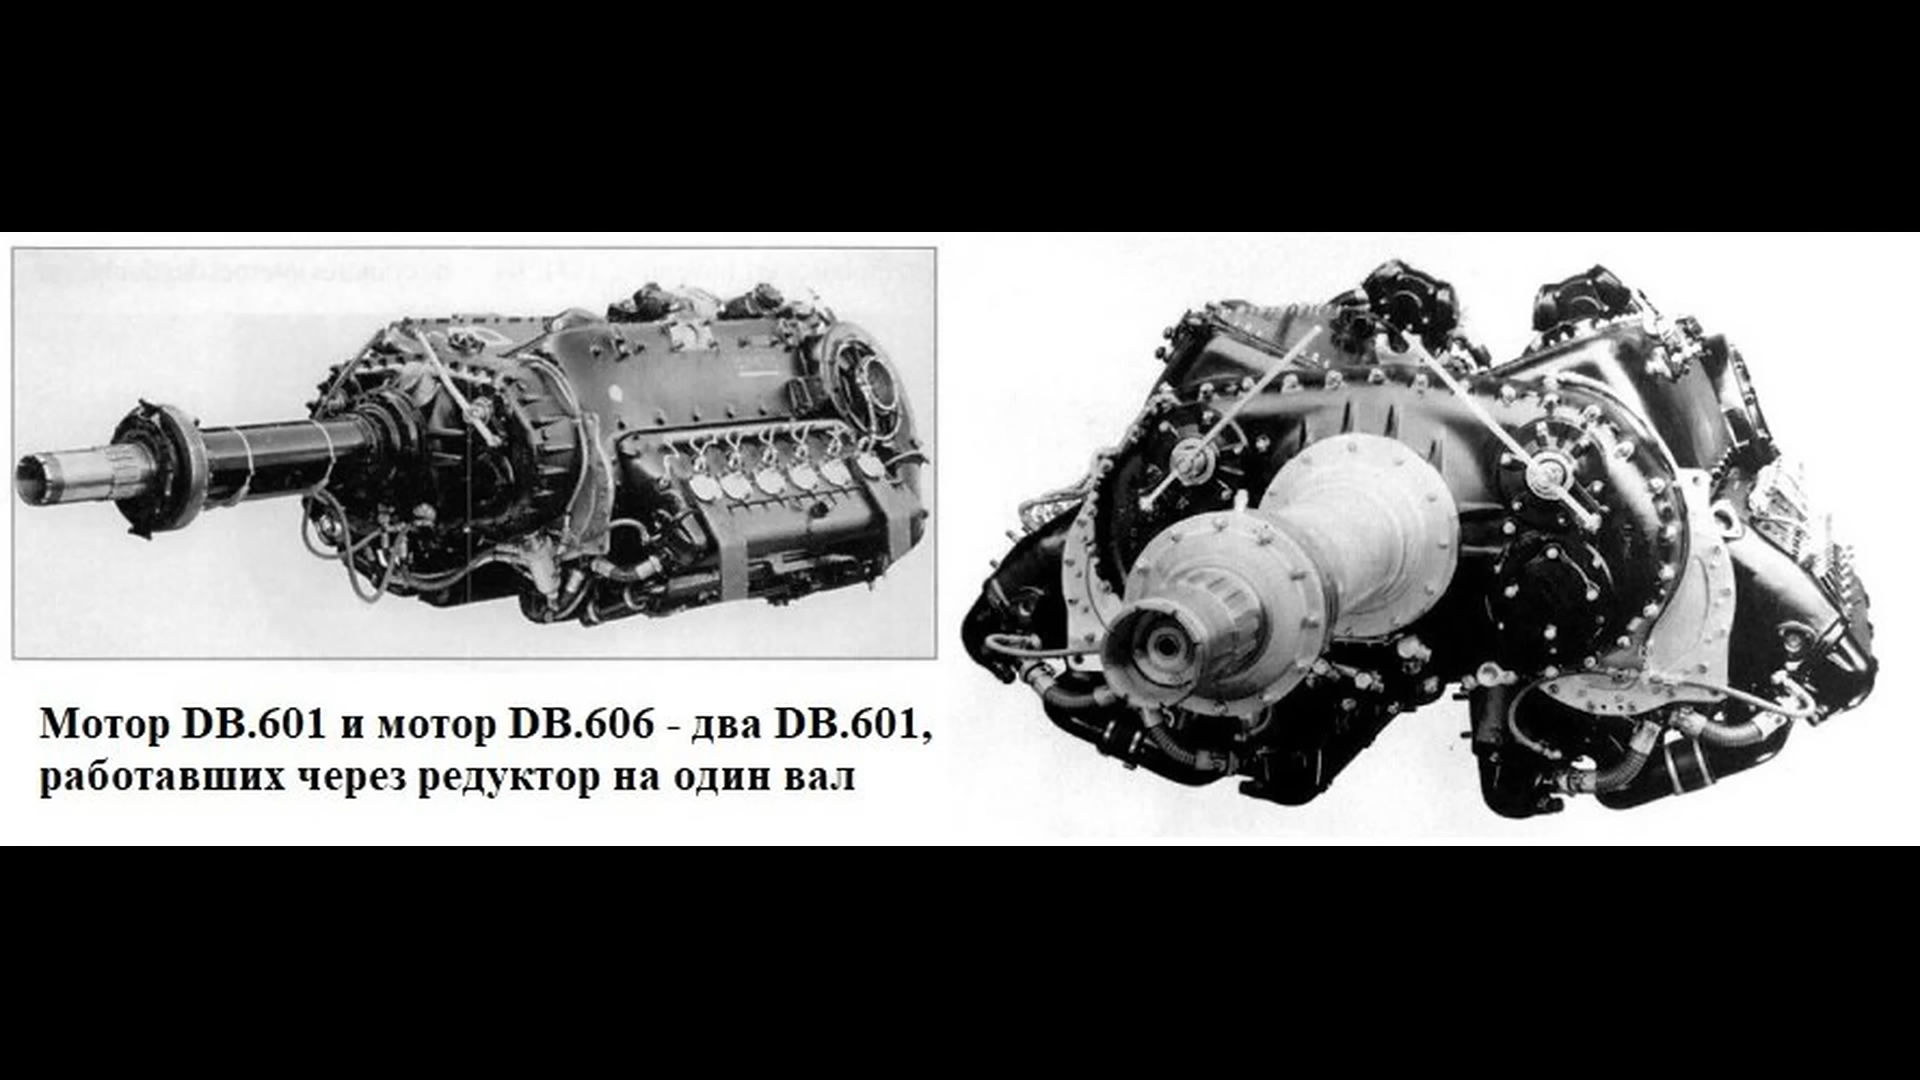 Мотор DB.601 и мотор DB.606 - два DB.601,
работавших через редуктор на один вал